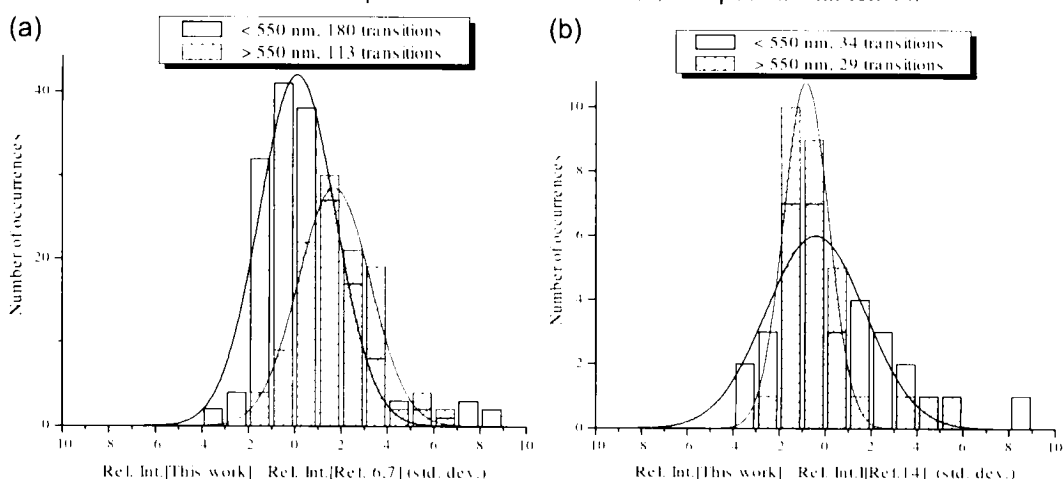 (a)
< 550 nm, 180 transitions
> 550 nm, 113 transitions
Number of occurrences
40
20
0
10 8 6 4 2 0 2 4 6 8 10
Rel. Int.[This work] Rel. Int.[Ref. 6,7] (std. dev.)
(b)
< 550 nm, 34 transitions
> 550 nm, 29 transitions
Number of occurrences
10
8
6
4
2
0
10 8 6 4 2 0 2 4 6 8 10
Rel. Int.[This work] Rel. Int.[Ref.14] (std. dev.)